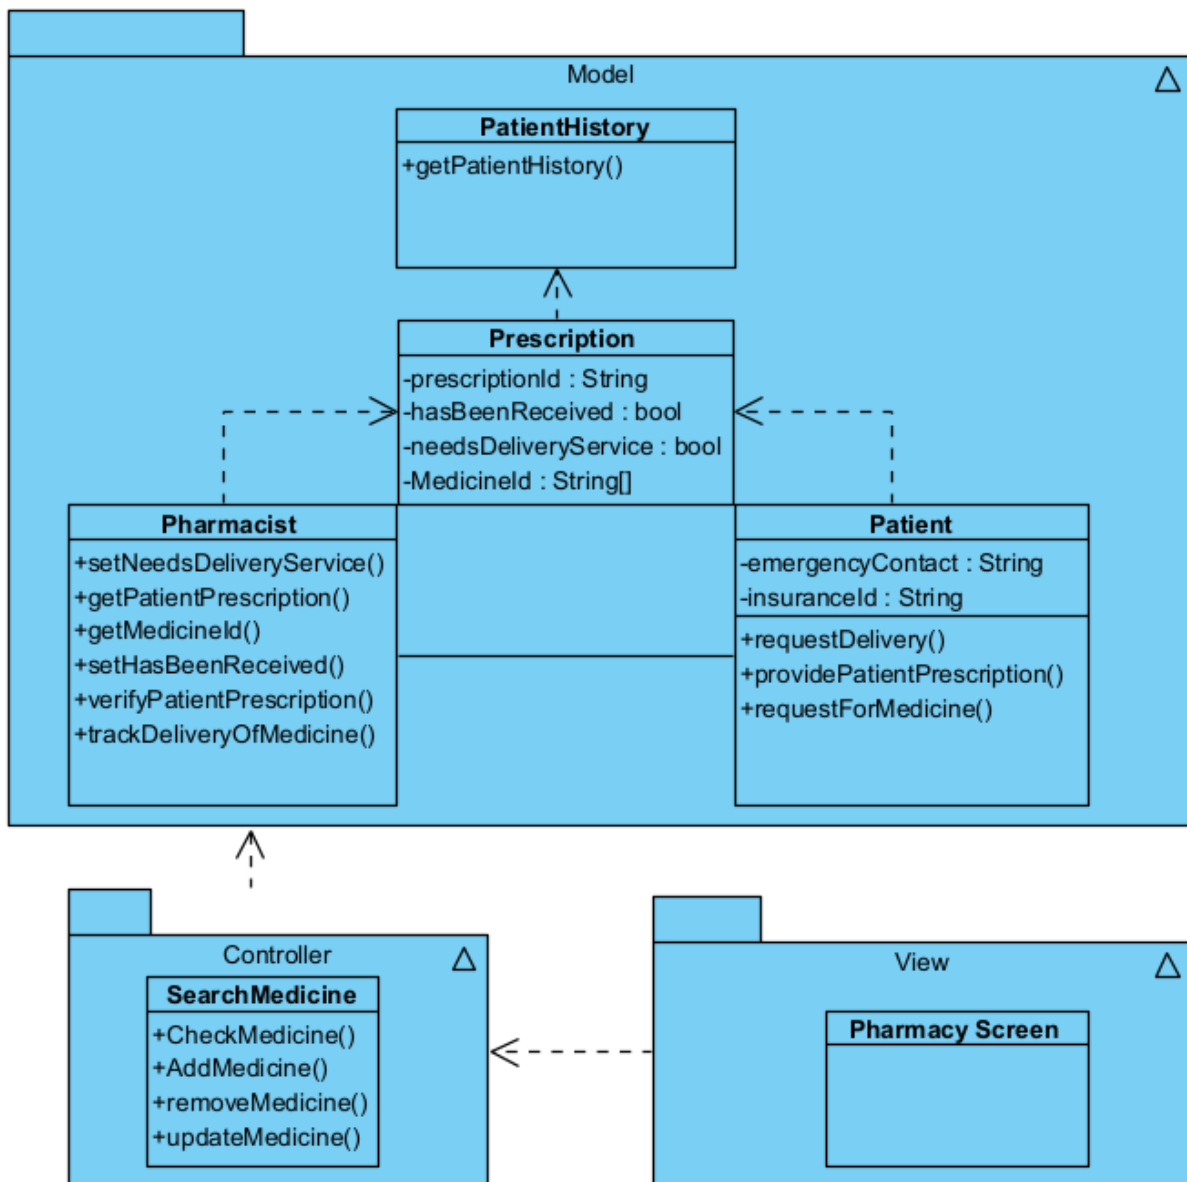 Model
PatientHistory
+getPatientHistory()
Prescription
-prescriptionId : String
-hasBeenReceived : bool
-needsDeliveryService : bool
-MedicineId : String[]
Pharmacist
+setNeedsDeliveryService()
+getPatientPrescription()
+getMedicineId()
+setHasBeenReceived()
+verifyPatientPrescription()
+trackDeliveryOfMedicine()
Patient
-emergencyContact : String
-insuranceId : String
+requestDelivery()
+providePatientPrescription()
+requestForMedicine()
Controller
SearchMedicine
+CheckMedicine()
+AddMedicine()
+removeMedicine()
+updateMedicine()
View
Pharmacy Screen